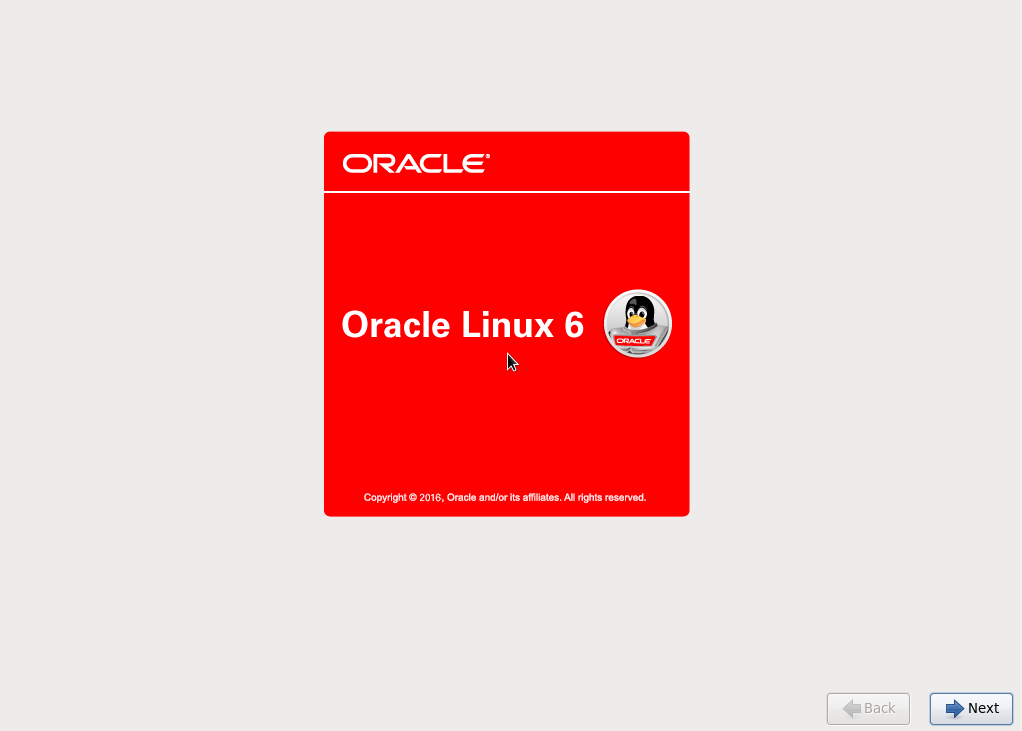 ORACLE®
Oracle Linux 6
ORACLE
Copyright © 2016, Oracle and/or its affiliates. All rights reserved.
Back
Next